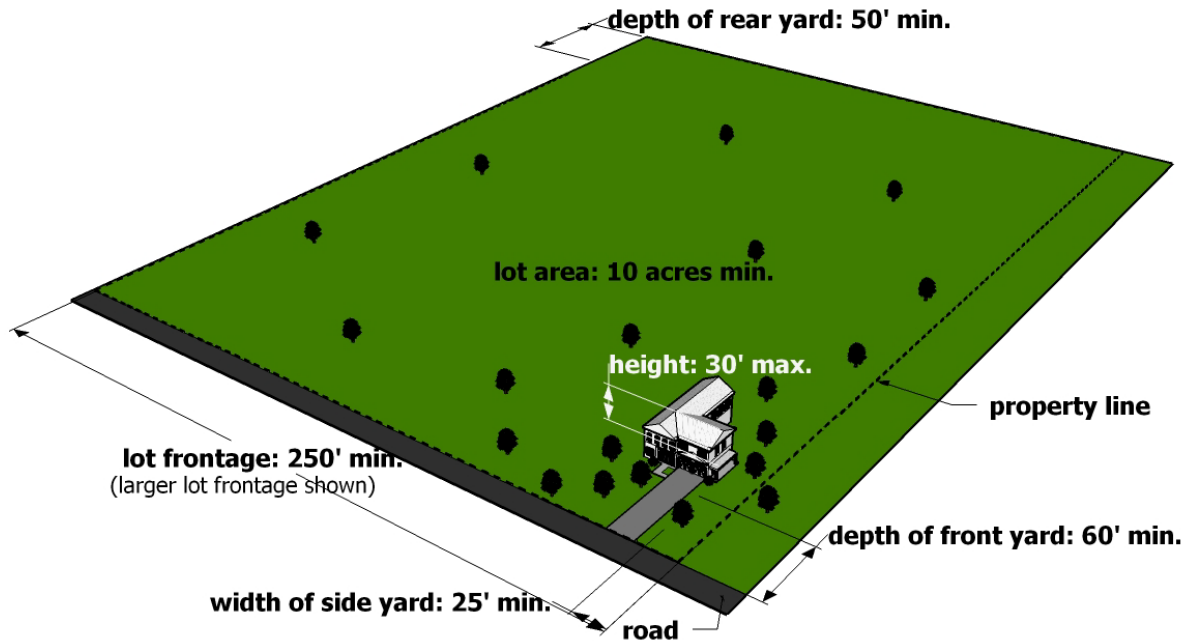 depth of rear yard: 50' min.
lot area: 10 acres min.
height: 30' max.
property line
lot frontage: 250' min.
(larger lot frontage shown)
depth of front yard: 60' min.
width of side yard: 25' min.
road